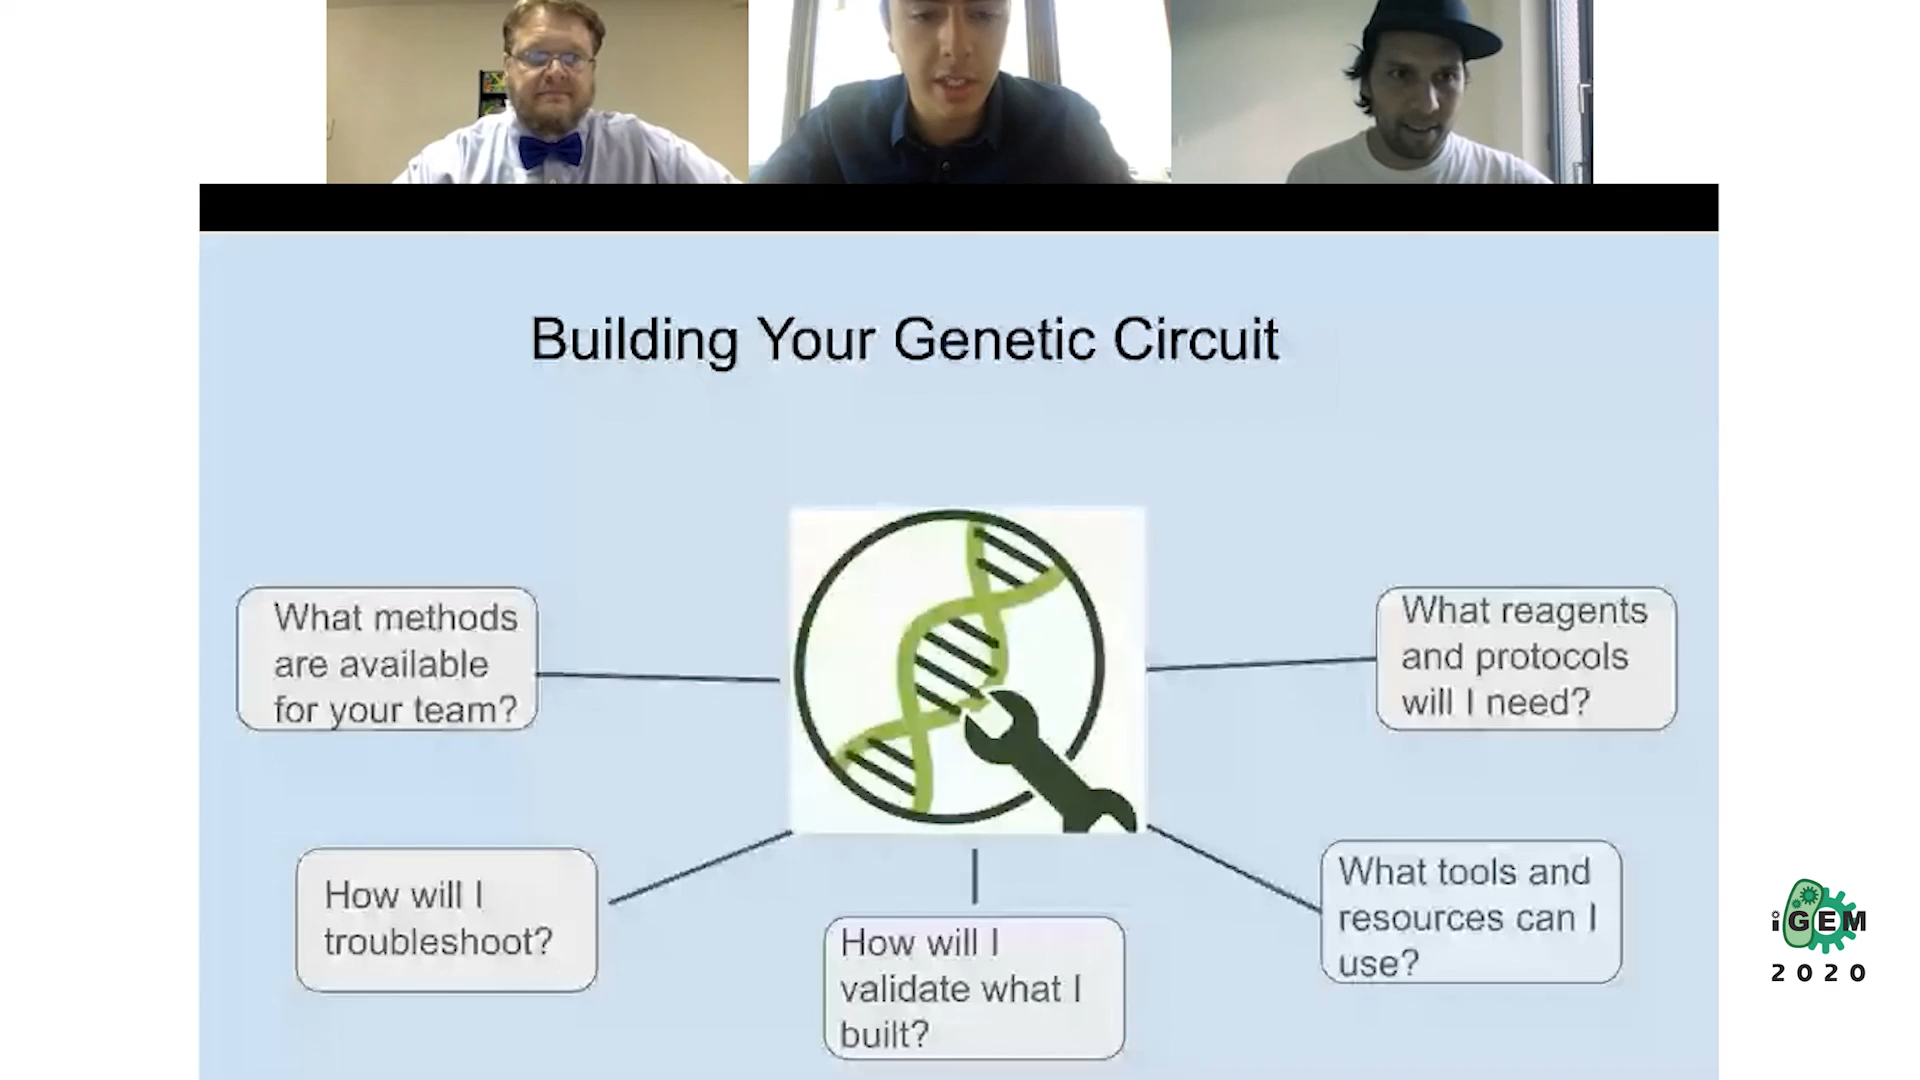 Building Your Genetic Circuit
What methods
are available
for your team?
What reagents
and protocols
will I need?
How will I
troubleshoot?
How will I
validate what I
built?
What tools and
resources can I
use?
iGEM
2020